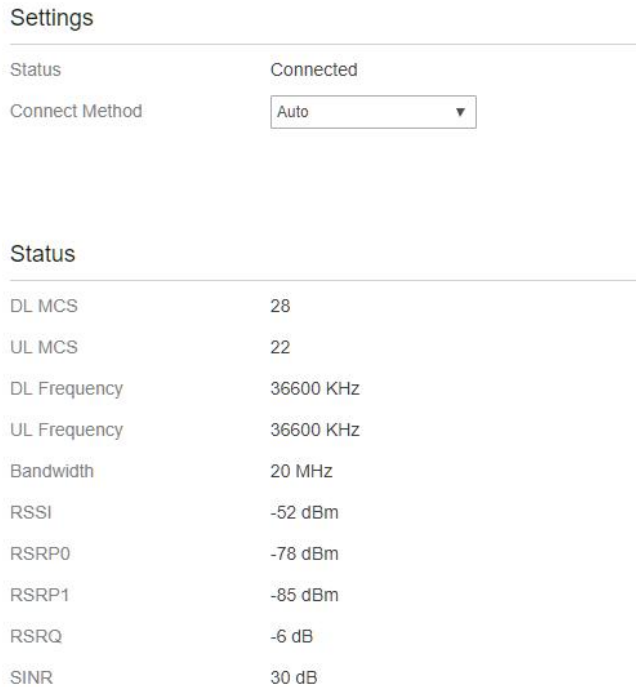 Settings
Status Connected
Connect Method Auto ▼
Status
DL MCS 28
UL MCS 22
DL Frequency 36600 KHz
UL Frequency 36600 KHz
Bandwidth 20 MHz
RSSI -52 dBm
RSRP0 -78 dBm
RSRP1 -85 dBm
RSRQ -6 dB
SINR 30 dB